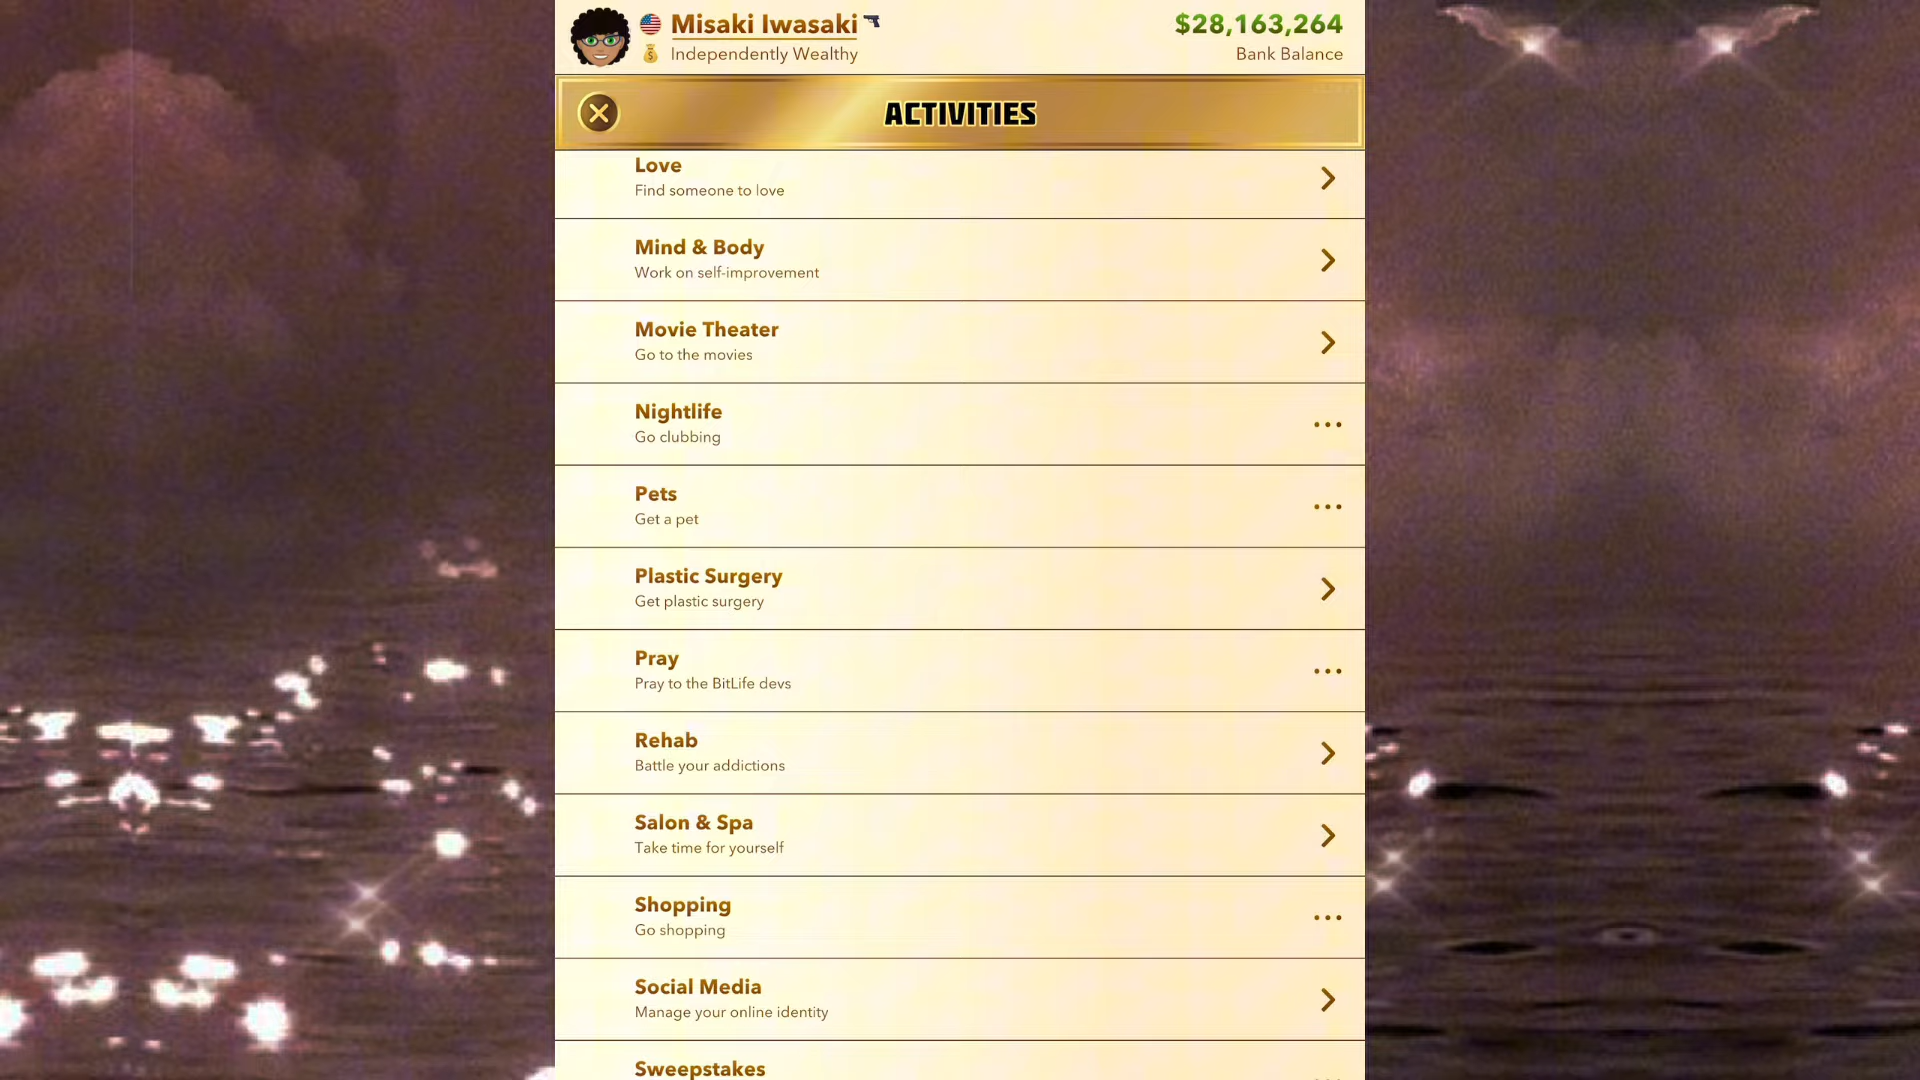 Misaki Iwasaki
$28,163,264
Independently Wealthy
Bank Balance
ACTIVITIES
Love
Find someone to love
Mind & Body
Work on self-improvement
Movie Theater
Go to the movies
Nightlife
Go clubbing
Pets
Get a pet
Plastic Surgery
Get plastic surgery
Pray
Pray to the BitLife devs
Rehab
Battle your addictions
Salon & Spa
Take time for yourself
Shopping
Go shopping
Social Media
Manage your online identity
Sweepstakes